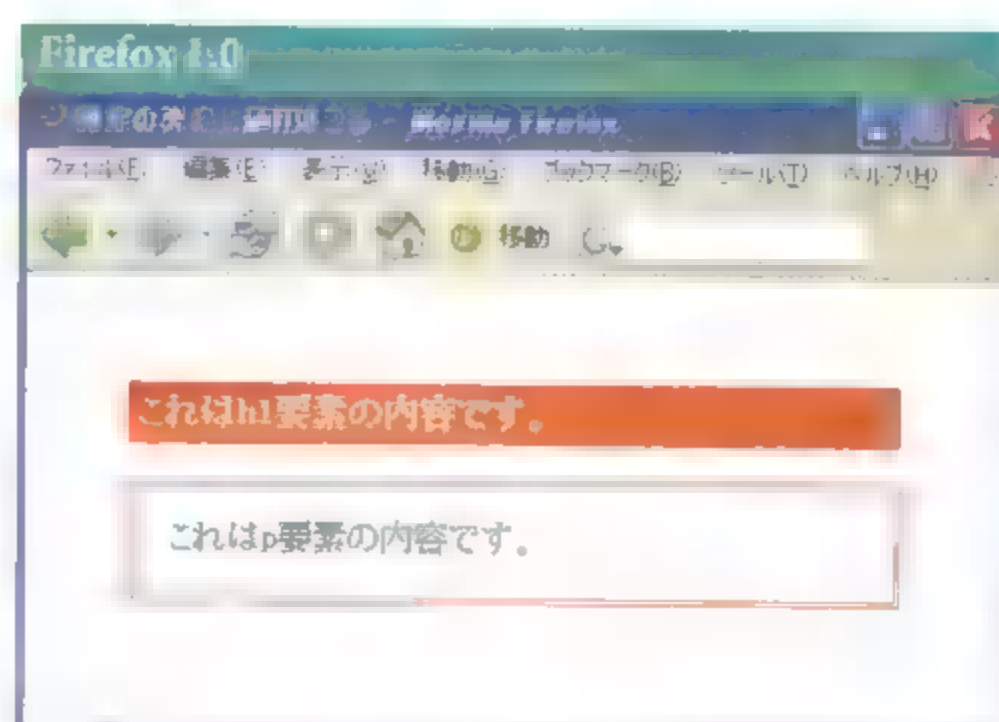 Firefox 1.0
Mozilla Firefox
ファイル(F) 編集(E) 表示(V) 移動(G) ブックマーク(B) ツール(T) ヘルプ(H)
移動
これはh1要素の内容です。
これはp要素の内容です。